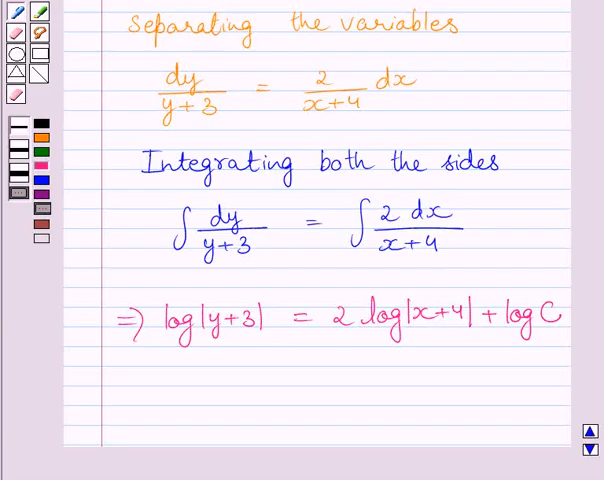 Separating the variables
dy/(y+3) = 2/(x+4) dx
Integrating both the sides
∫ dy/(y+3) = ∫ 2 dx/(x+4)
⇒ log|y+3| = 2 log|x+4| + log C